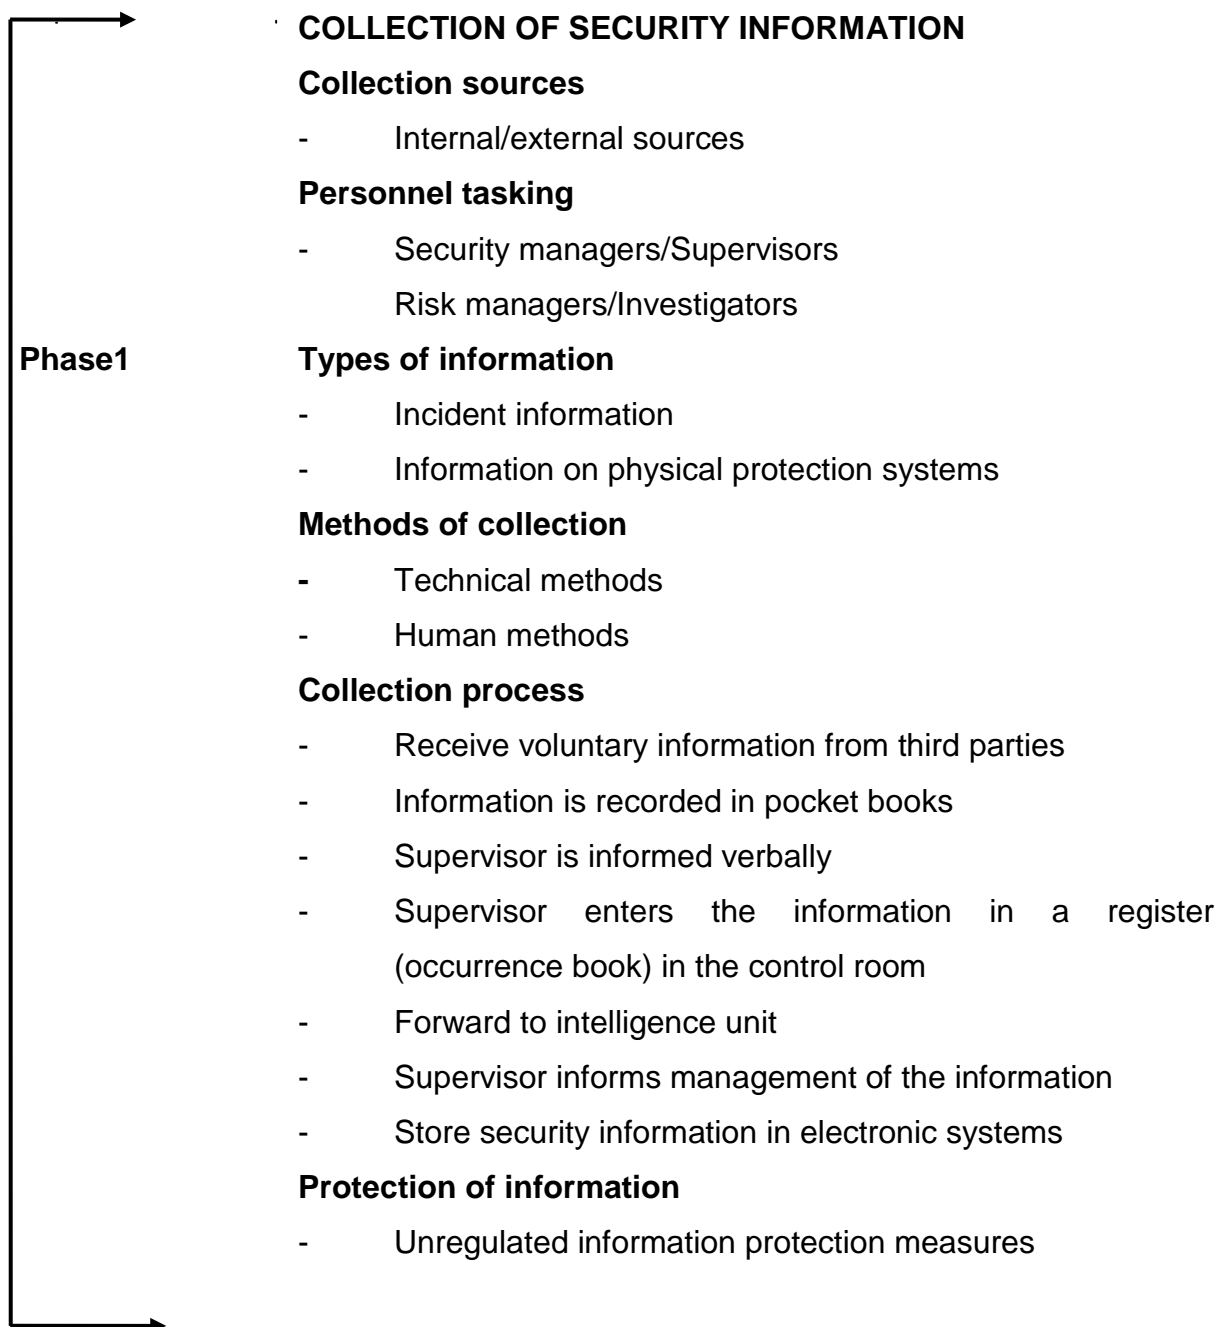 COLLECTION OF SECURITY INFORMATION
Collection sources
- Internal/external sources
Personnel tasking
- Security managers/Supervisors
Risk managers/Investigators
Phase1 Types of information
- Incident information
- Information on physical protection systems
Methods of collection
- Technical methods
- Human methods
Collection process
- Receive voluntary information from third parties
- Information is recorded in pocket books
- Supervisor is informed verbally
- Supervisor enters the information in a register
(occurrence book) in the control room
- Forward to intelligence unit
- Supervisor informs management of the information
- Store security information in electronic systems
Protection of information
- Unregulated information protection measures